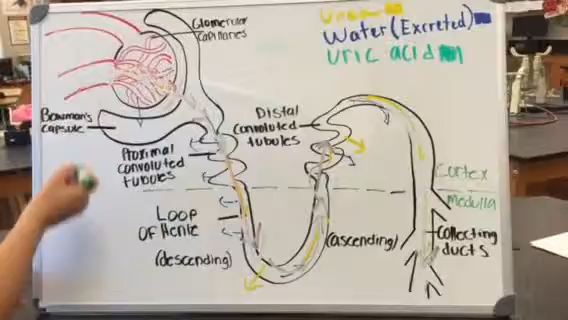 Glomerular
Capillaries
Urea
Water (Excreted)
Uric acid
Bowman's
Capsule
Proximal
convoluted
tubules
Distal
convoluted
tubules
Cortex
Medulla
Loop
OF Henle
(descending)
(ascending)
Collecting
ducts